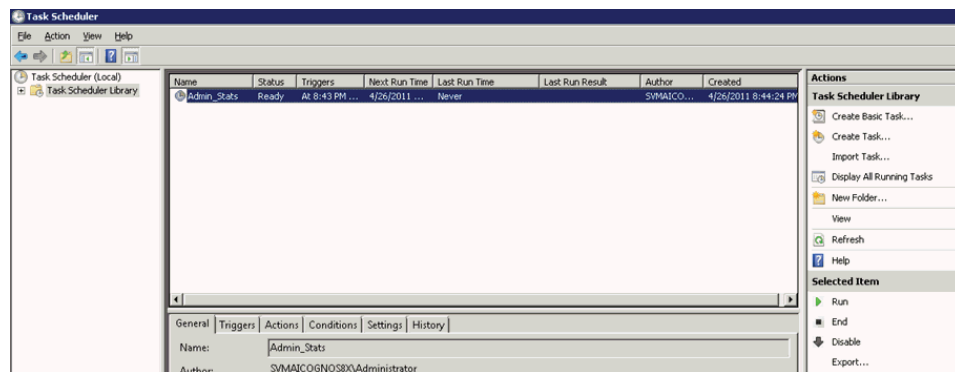 Task Scheduler
File Action View Help
Task Scheduler (Local)
Task Scheduler Library
Name Status Triggers Next Run Time Last Run Time Last Run Result Author Created
Admin_Stats Ready At 8:43 PM ... 4/26/2011 ... Never SVMAICO... 4/26/2011 8:44:24 PM
General Triggers Actions Conditions Settings History
Name: Admin_Stats
Author: SVMAICOGNOS8X\Administrator
Actions
Task Scheduler Library
Create Basic Task...
Create Task...
Import Task...
Display All Running Tasks
New Folder...
View
Refresh
Help
Selected Item
Run
End
Disable
Export...